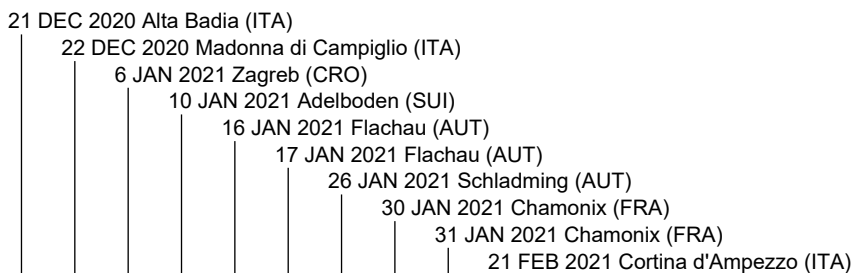 21 DEC 2020 Alta Badia (ITA)
22 DEC 2020 Madonna di Campiglio (ITA)
6 JAN 2021 Zagreb (CRO)
10 JAN 2021 Adelboden (SUI)
16 JAN 2021 Flachau (AUT)
17 JAN 2021 Flachau (AUT)
26 JAN 2021 Schladming (AUT)
30 JAN 2021 Chamonix (FRA)
31 JAN 2021 Chamonix (FRA)
21 FEB 2021 Cortina d'Ampezzo (ITA)